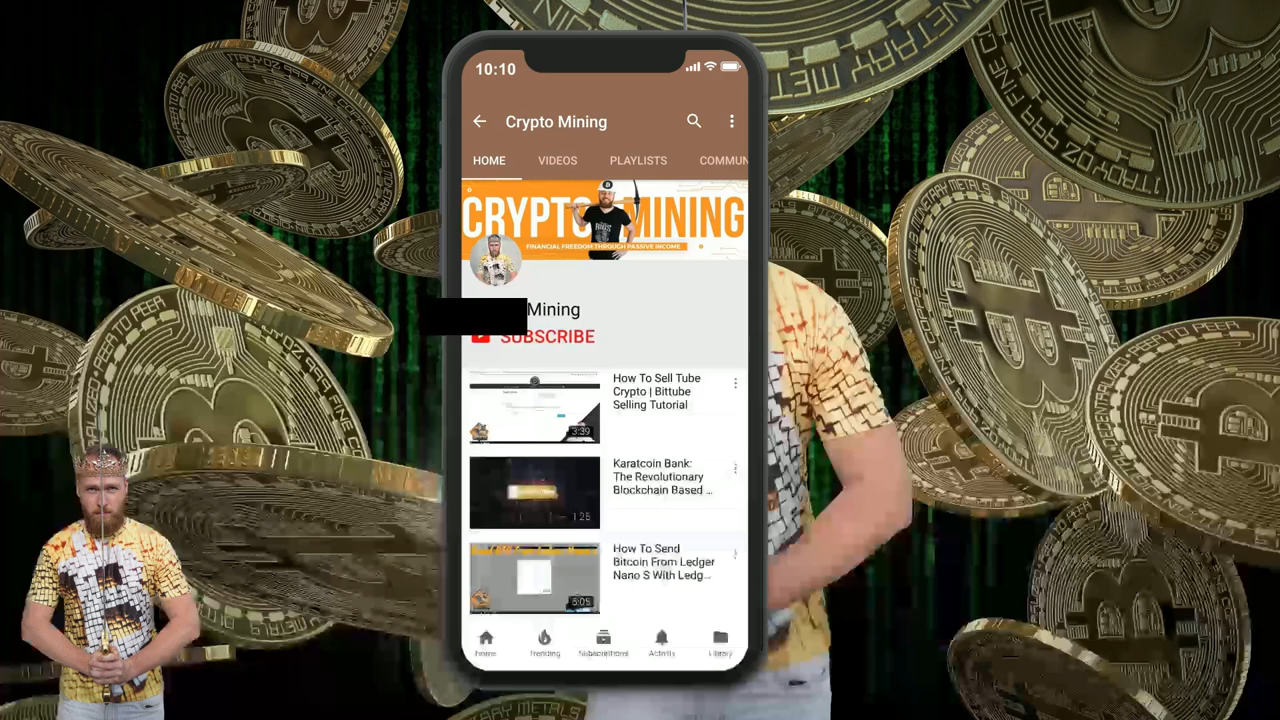 10:10
Crypto Mining
HOME VIDEOS PLAYLISTS COMMUN
CRYPTO MINING
FINANCIAL FREEDOM THROUGH PASSIVE INCOME
Mining
SUBSCRIBE
How To Sell Tube
Crypto | Bittube
Selling Tutorial
3:39
Karatcoin Bank:
The Revolutionary
Blockchain Based ...
1:25
How To Send
Bitcoin From Ledger
Nano S With Ledg...
5:05
Home Trending Subscriptions Activity Library